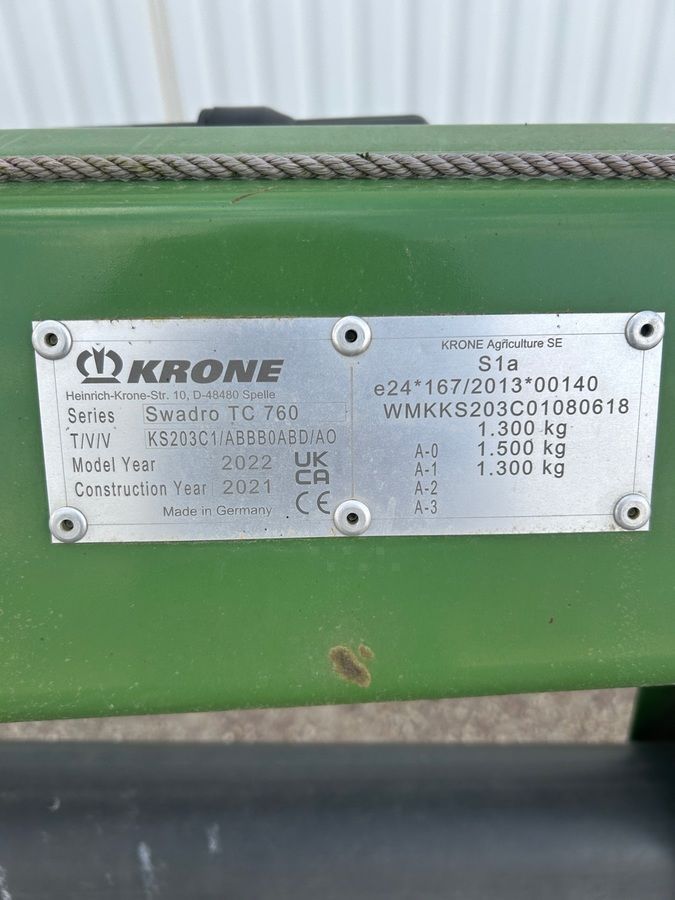 KRONE
Heinrich-Krone-Str. 10, D-48480 Spelle
Series Swadro TC 760
T/V/V KS203C1/ABBB0ABD/AO
Model Year 2022
Construction Year 2021
UK
CA
Made in Germany CE
KRONE Agriculture SE
S1a
e24*167/2013*00140
WMKKS203C01080618
1.300 kg
A-0 1.500 kg
A-1 1.300 kg
A-2
A-3